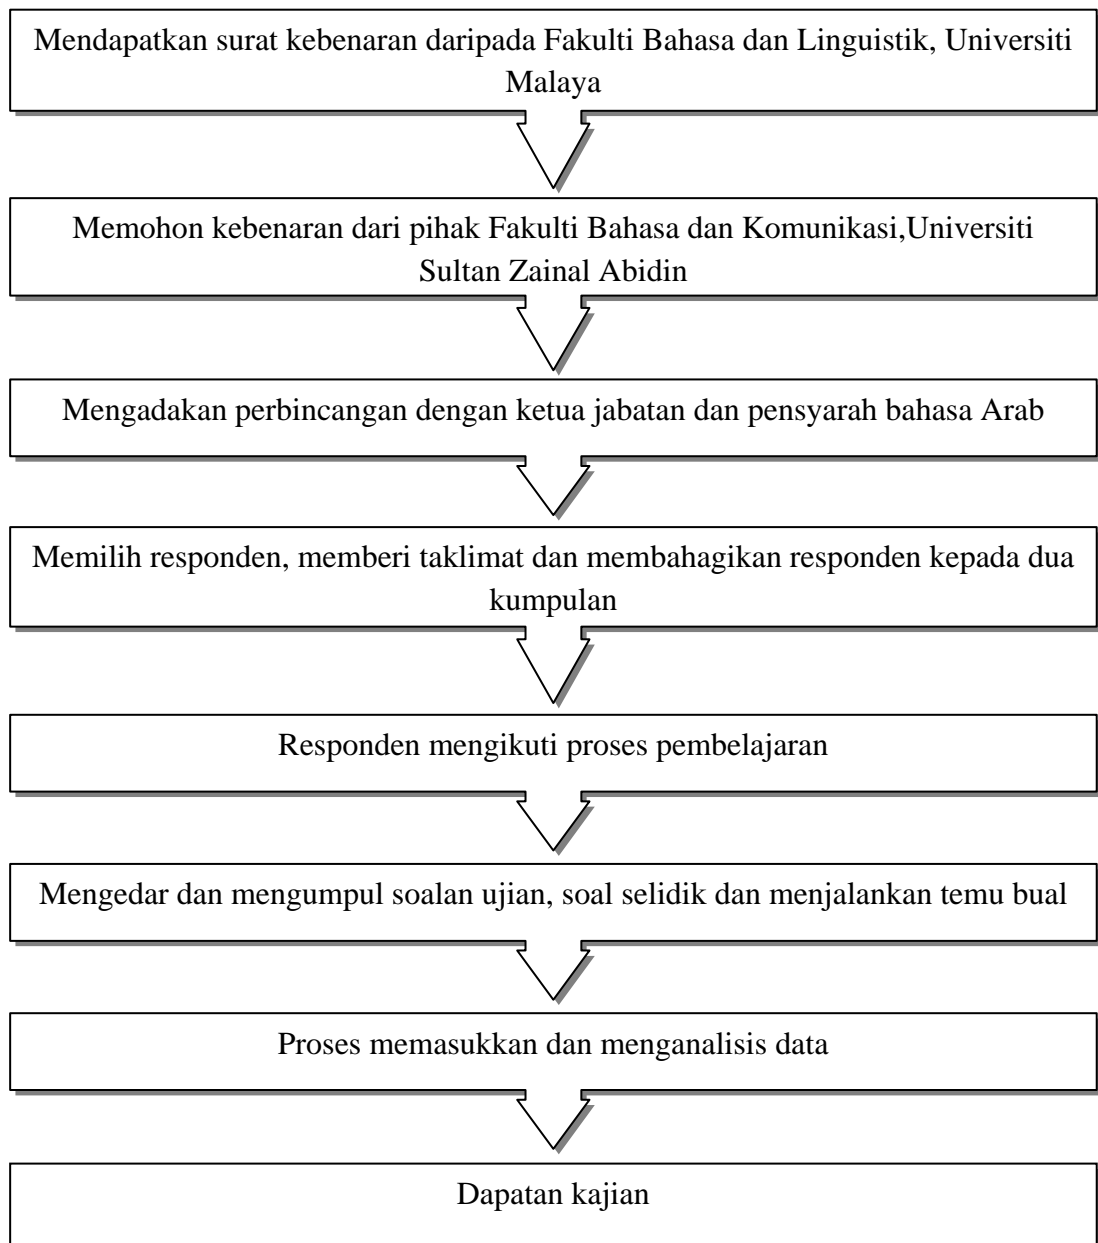 Mendapatkan surat kebenaran daripada Fakulti Bahasa dan Linguistik, Universiti
Malaya
Memohon kebenaran dari pihak Fakulti Bahasa dan Komunikasi,Universiti
Sultan Zainal Abidin
Mengadakan perbincangan dengan ketua jabatan dan pensyarah bahasa Arab
Memilih responden, memberi taklimat dan membahagikan responden kepada dua
kumpulan
Responden mengikuti proses pembelajaran
Mengedar dan mengumpul soalan ujian, soal selidik dan menjalankan temu bual
Proses memasukkan dan menganalisis data
Dapatan kajian